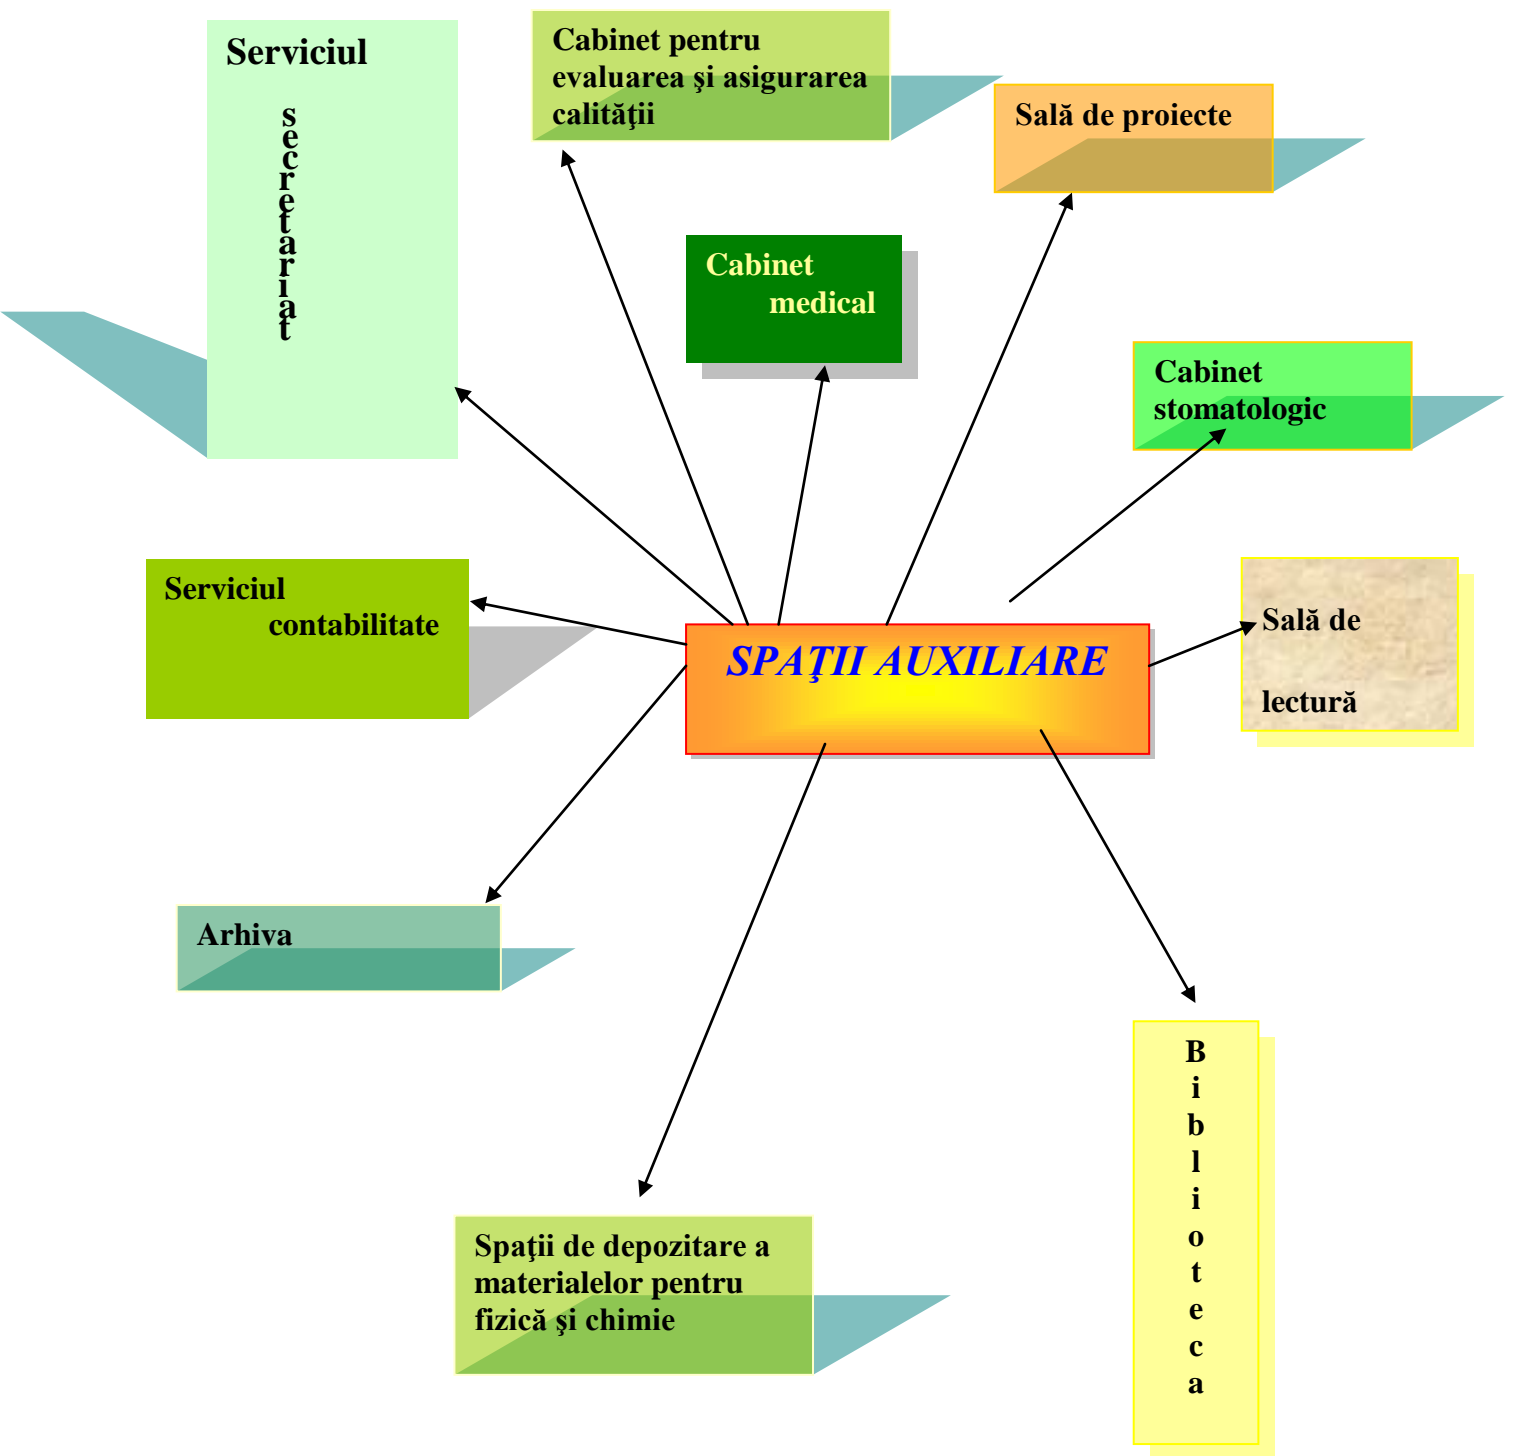 Serviciul
secretariat
Cabinet pentru
evaluarea şi asigurarea
calităţii
Sală de proiecte
Cabinet
medical
Cabinet
stomatologic
Serviciul
contabilitate
SPAŢII AUXILIARE
Sală de
lectură
Arhiva
Spaţii de depozitare a
materialelor pentru
fizică şi chimie
Biblioteca